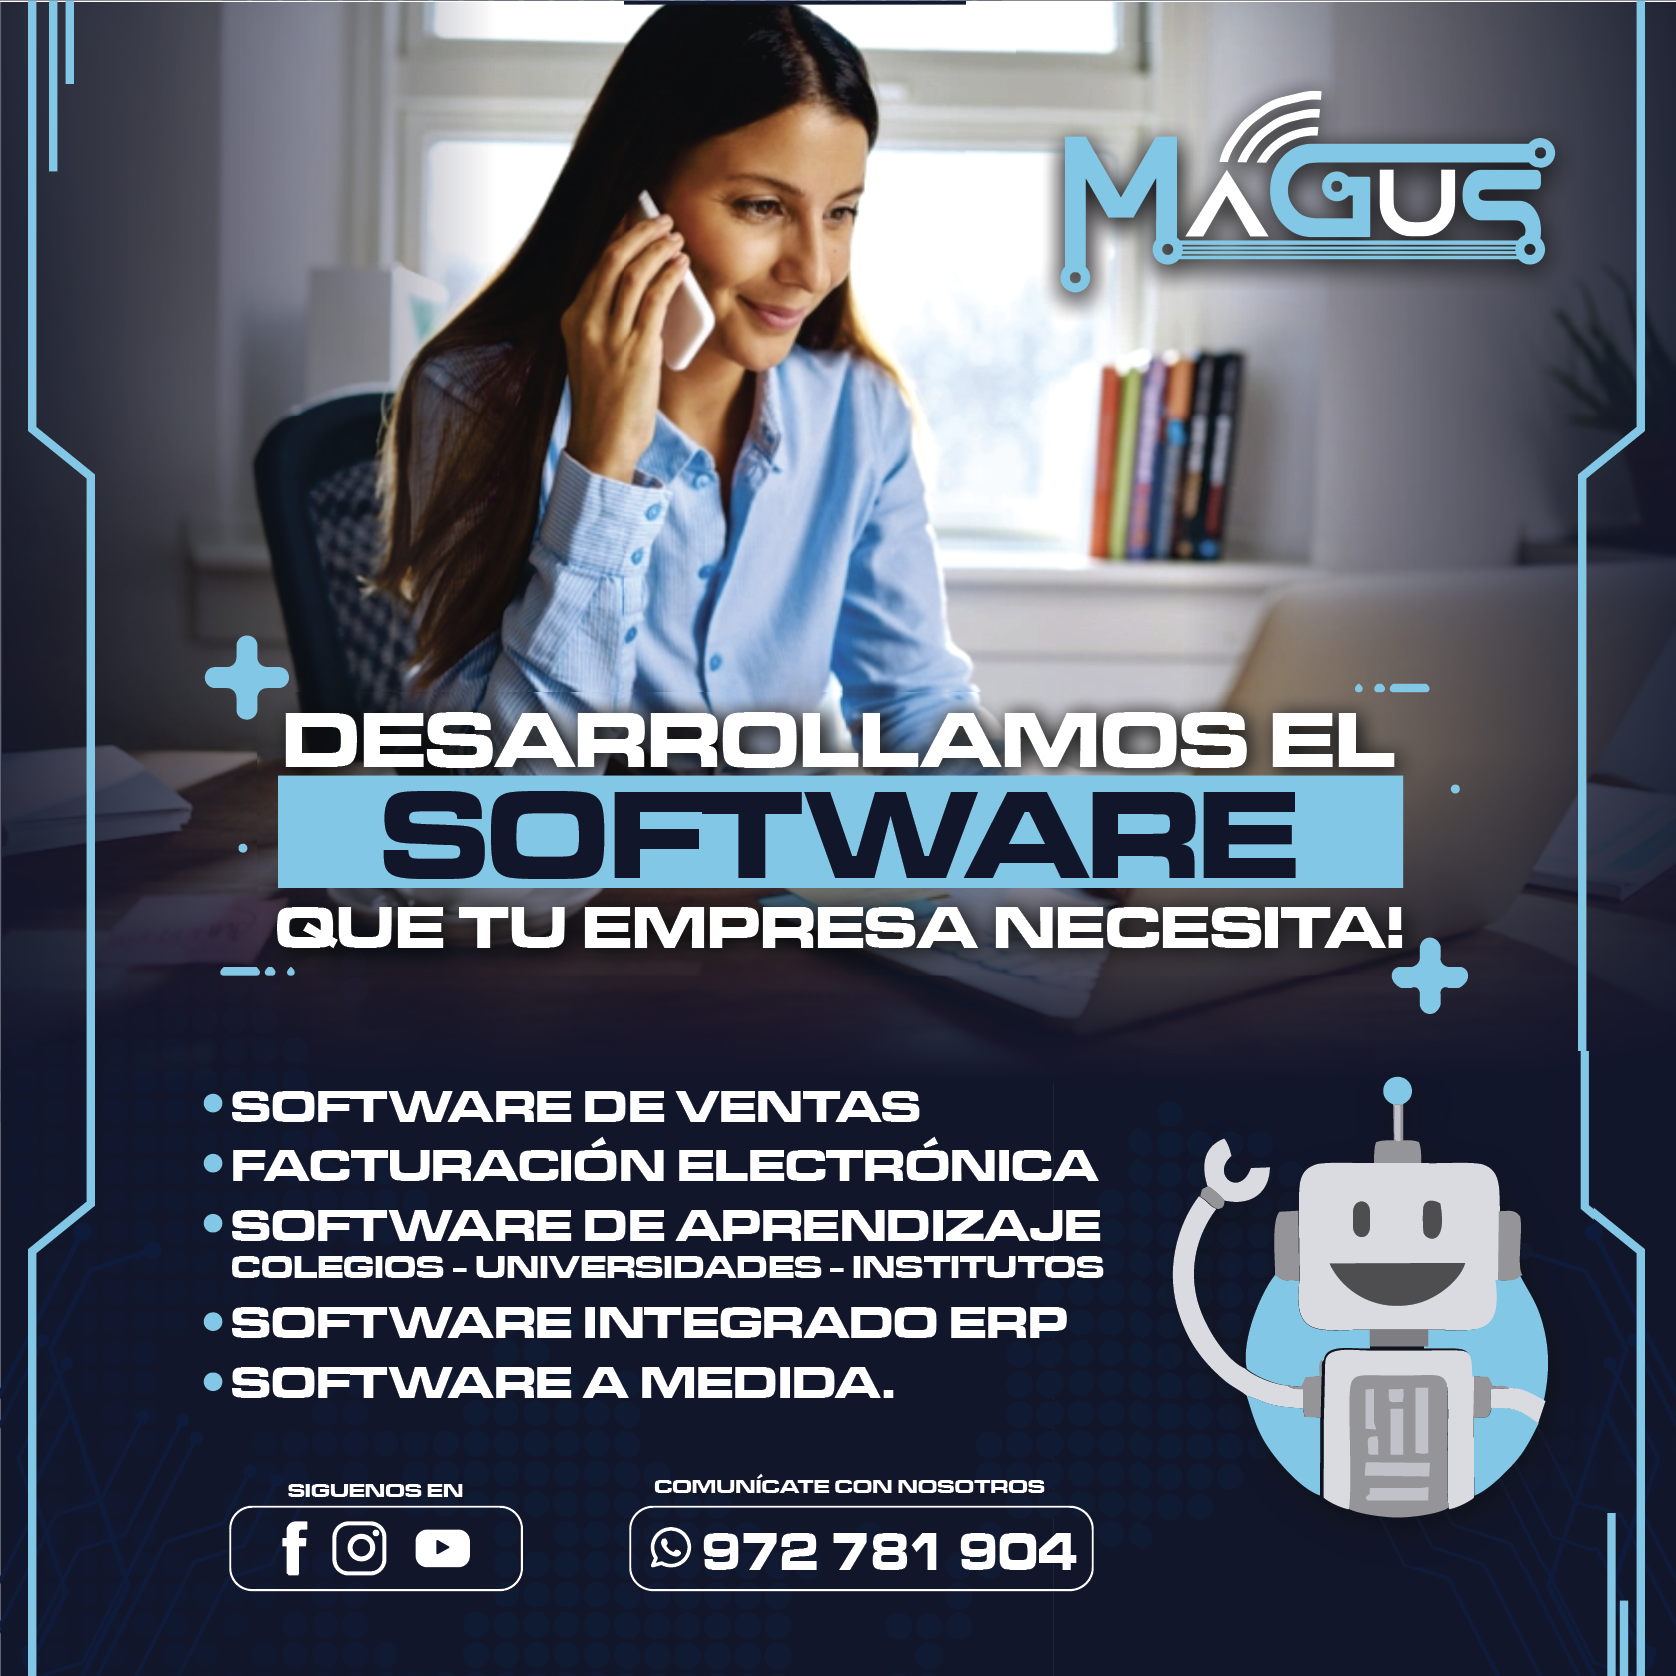 MAGUS
DESARROLLAMOS EL
SOFTWARE
QUE TU EMPRESA NECESITA!
• SOFTWARE DE VENTAS
• FACTURACIÓN ELECTRÓNICA
• SOFTWARE DE APRENDIZAJE
COLEGIOS - UNIVERSIDADES - INSTITUTOS
• SOFTWARE INTEGRADO ERP
• SOFTWARE A MEDIDA.
SIGUENOS EN
COMUNÍCATE CON NOSOTROS
972 781 904